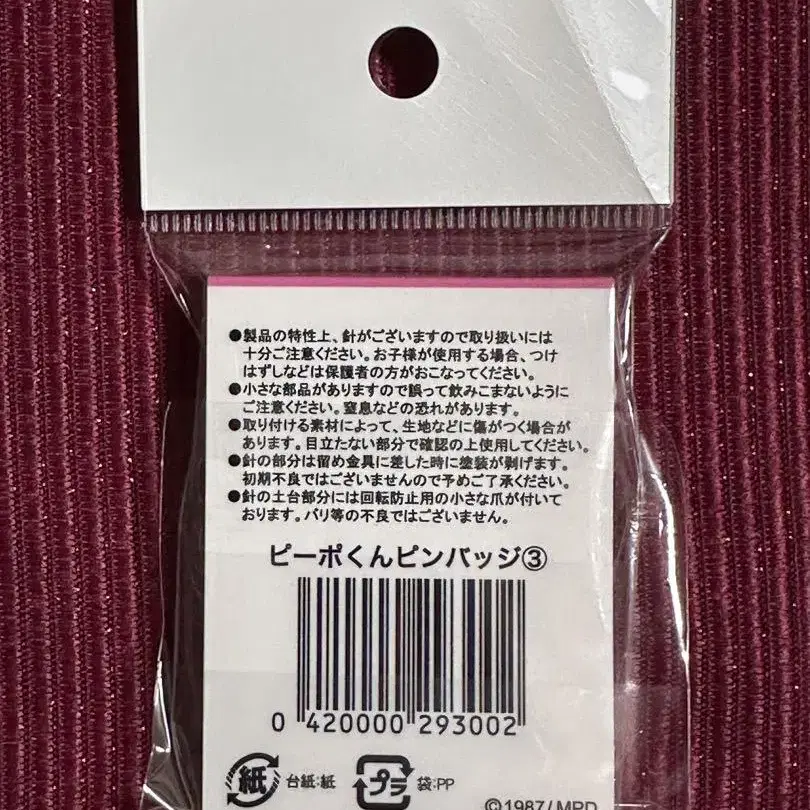 ●製品の特性上、針がございますので取り扱いには
十分ご注意ください。お子様が使用する場合、つけ
はずしなどは保護者の方がおこなってください。
●小さな部品がありますので誤って飲みこまないように
ご注意ください。窒息などの恐れがあります。
●取り付ける素材によって、生地などに傷がつく場合が
あります。目立たない部分で確認の上使用してください。
●針の部分は留め金具に差した時に塗装が剥げます。
初期不良ではございませんので予めご了承ください。
●針の土台部分には回転防止用の小さな爪が付いて
おります。バリ等の不良ではございません。
ピーポくんピンバッジ③
0 420000 293002
紙 台紙:紙 プラ 袋:PP
©1987/MPD